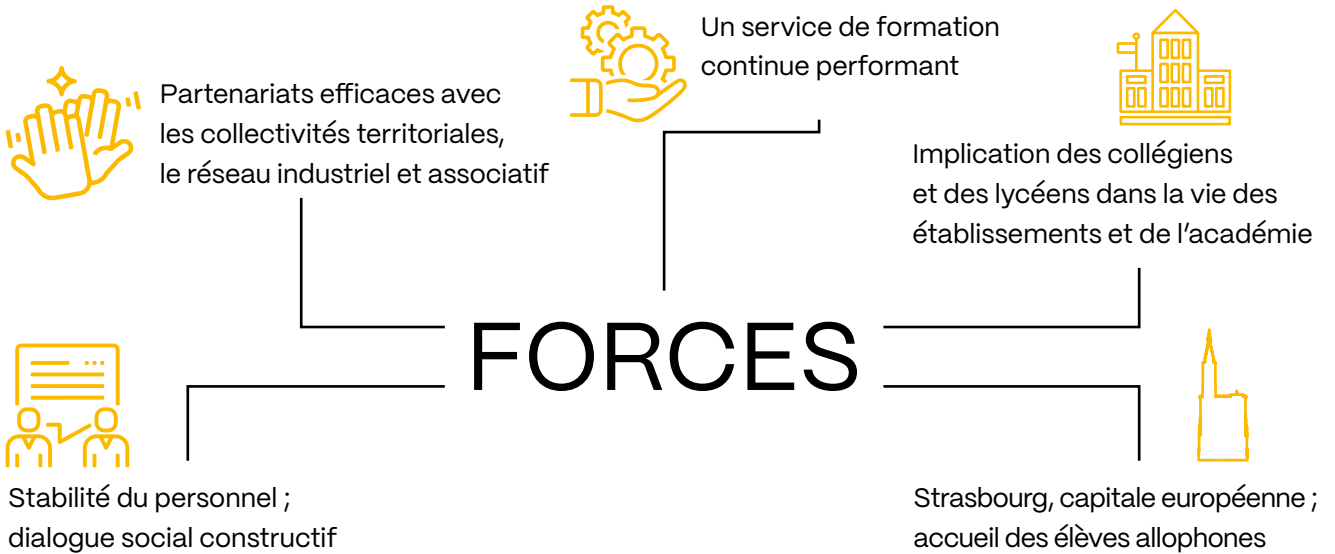 Un service de formation
continue performant
Partenariats efficaces avec
les collectivités territoriales,
le réseau industriel et associatif
Implication des collégiens
et des lycéens dans la vie des
établissements et de l’académie
FORCES
Stabilité du personnel ;
dialogue social constructif
Strasbourg, capitale européenne ;
accueil des élèves allophones